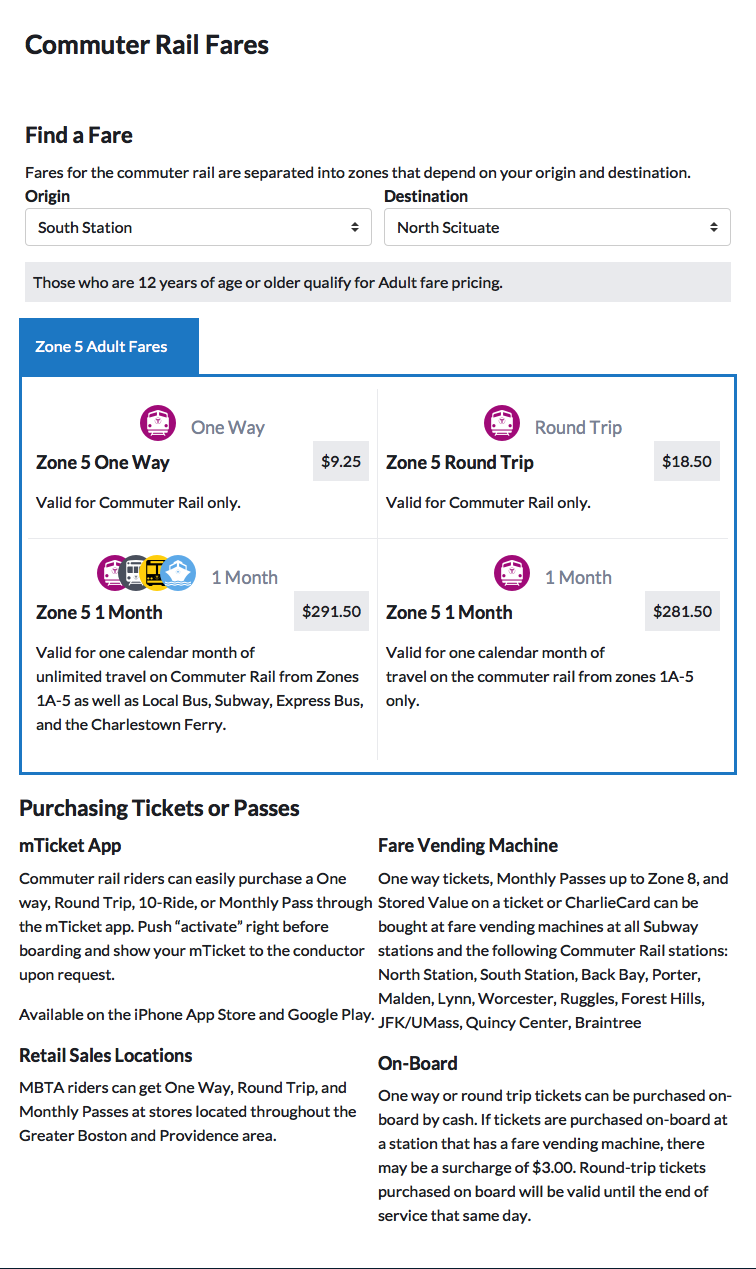 Commuter Rail Fares
Find a Fare
Fares for the commuter rail are separated into zones that depend on your origin and destination.
Origin
South Station
Destination
North Scituate
Those who are 12 years of age or older qualify for Adult fare pricing.
Zone 5 Adult Fares
One Way
Zone 5 One Way
$9.25
Valid for Commuter Rail only.
Round Trip
Zone 5 Round Trip
$18.50
Valid for Commuter Rail only.
1 Month
Zone 5 1 Month
$291.50
Valid for one calendar month of
unlimited travel on Commuter Rail from Zones
1A-5 as well as Local Bus, Subway, Express Bus,
and the Charlestown Ferry.
1 Month
Zone 5 1 Month
$281.50
Valid for one calendar month of
travel on the commuter rail from zones 1A-5
only.
Purchasing Tickets or Passes
mTicket App
Commuter rail riders can easily purchase a One
way, Round Trip, 10-Ride, or Monthly Pass through
the mTicket app. Push “activate” right before
boarding and show your mTicket to the conductor
upon request.
Available on the iPhone App Store and Google Play.
Retail Sales Locations
MBTA riders can get One Way, Round Trip, and
Monthly Passes at stores located throughout the
Greater Boston and Providence area.
Fare Vending Machine
One way tickets, Monthly Passes up to Zone 8, and
Stored Value on a ticket or CharlieCard can be
bought at fare vending machines at all Subway
stations and the following Commuter Rail stations:
North Station, South Station, Back Bay, Porter,
Malden, Lynn, Worcester, Ruggles, Forest Hills,
JFK/UMass, Quincy Center, Braintree
On-Board
One way or round trip tickets can be purchased on-
board by cash. If tickets are purchased on-board at
a station that has a fare vending machine, there
may be a surcharge of $3.00. Round-trip tickets
purchased on board will be valid until the end of
service that same day.